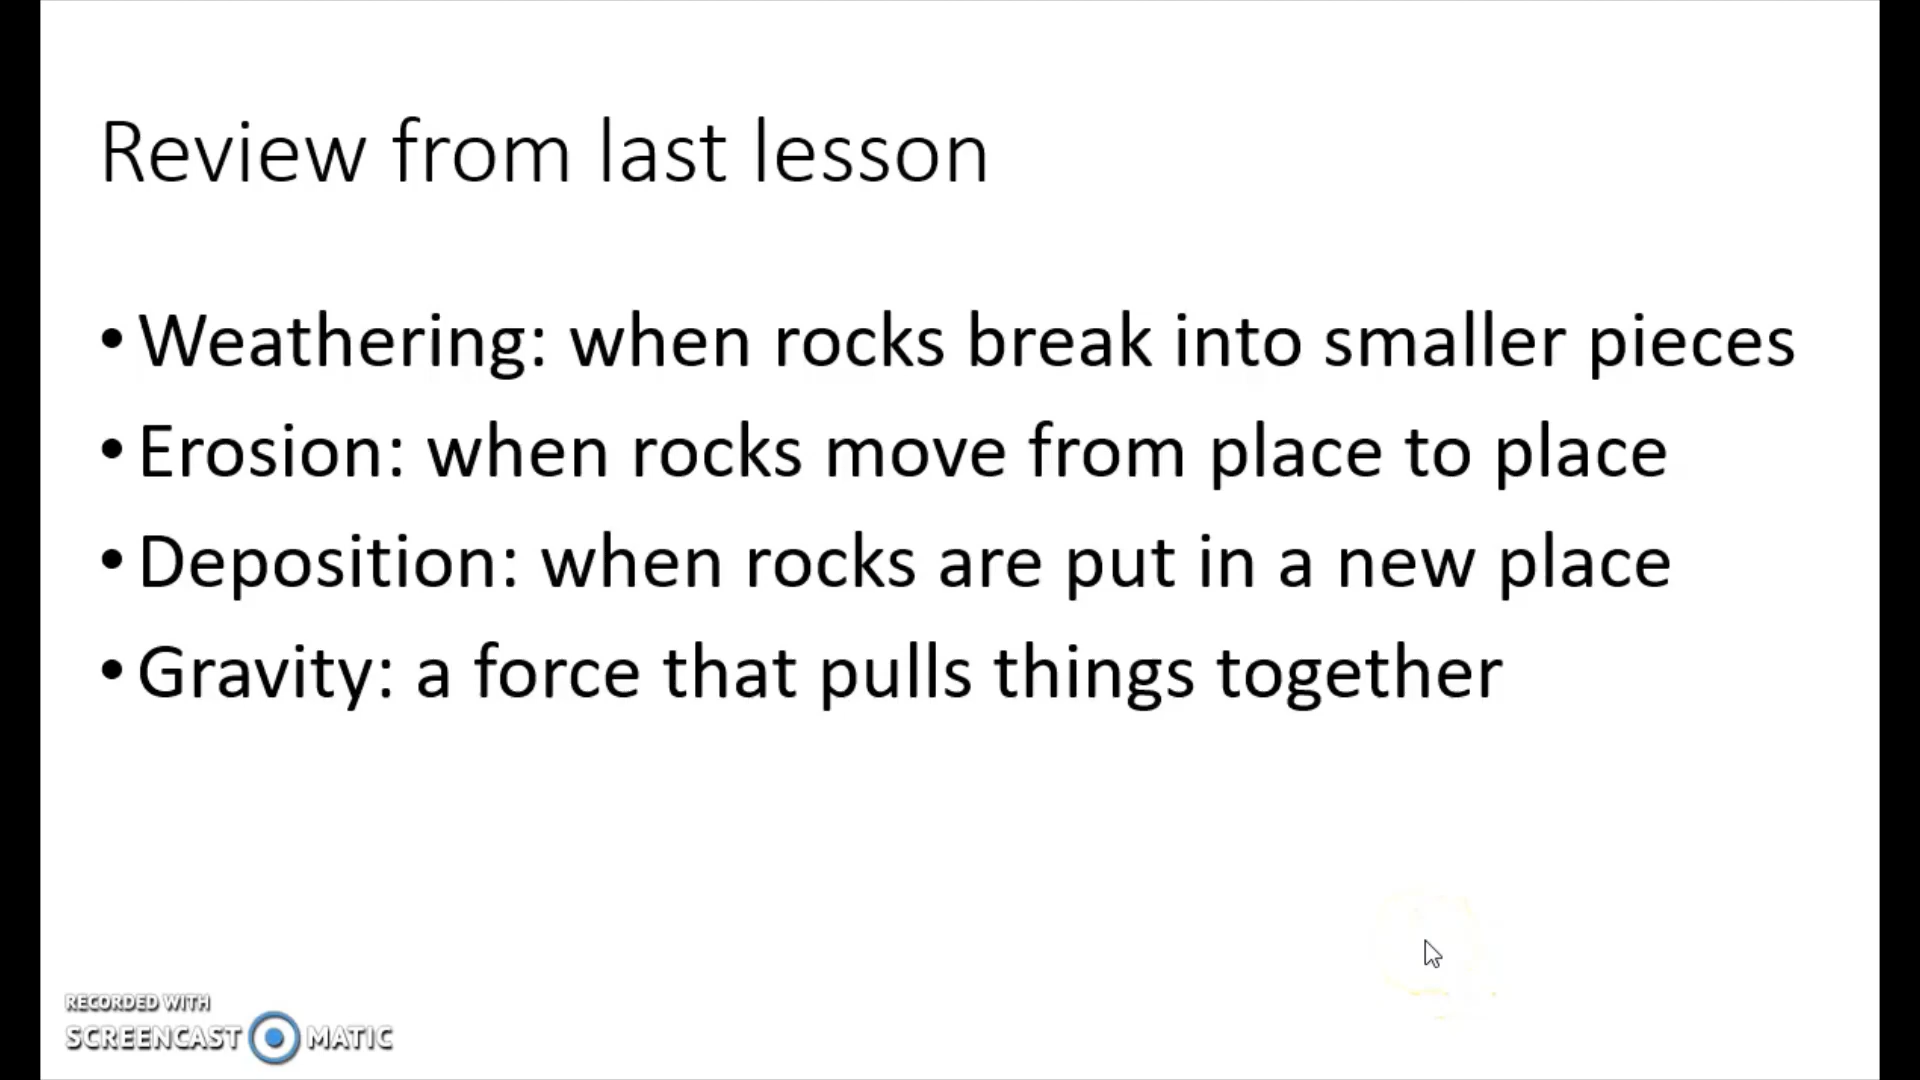 Review from last lesson
• Weathering: when rocks break into smaller pieces
• Erosion: when rocks move from place to place
• Deposition: when rocks are put in a new place
• Gravity: a force that pulls things together
RECORDED WITH
SCREENCAST MATIC